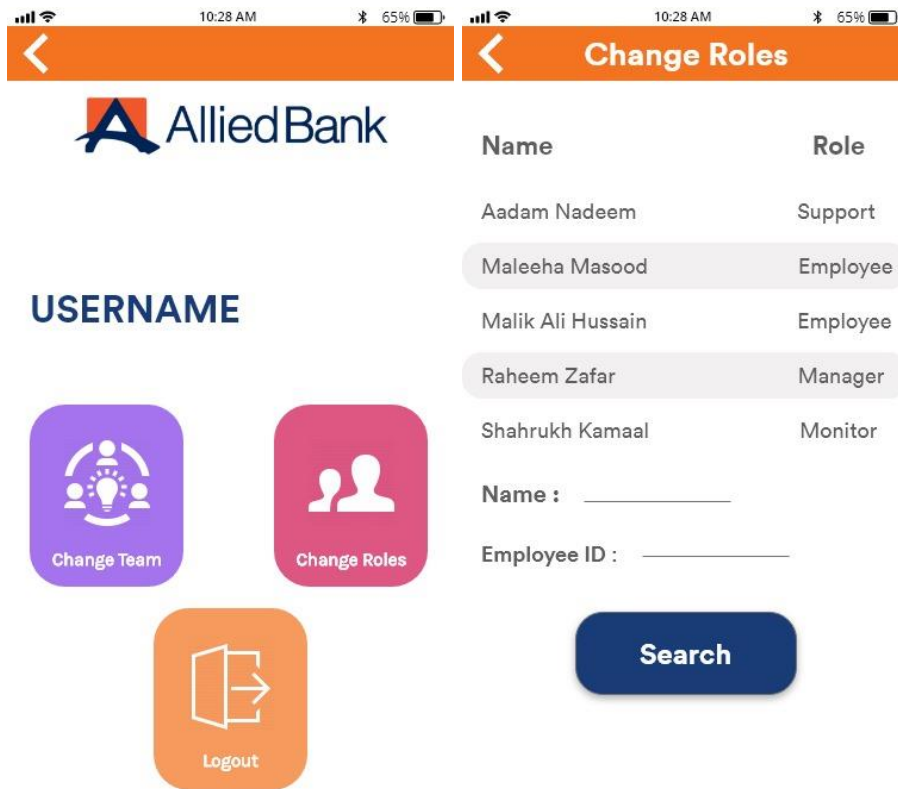 10:28 AM
65%
Allied Bank
USERNAME
Change Team
Change Roles
Logout
10:28 AM
65%
Change Roles
Name Role
Aadam Nadeem Support
Maleeha Masood Employee
Malik Ali Hussain Employee
Raheem Zafar Manager
Shahrukh Kamaal Monitor
Name :
Employee ID :
Search